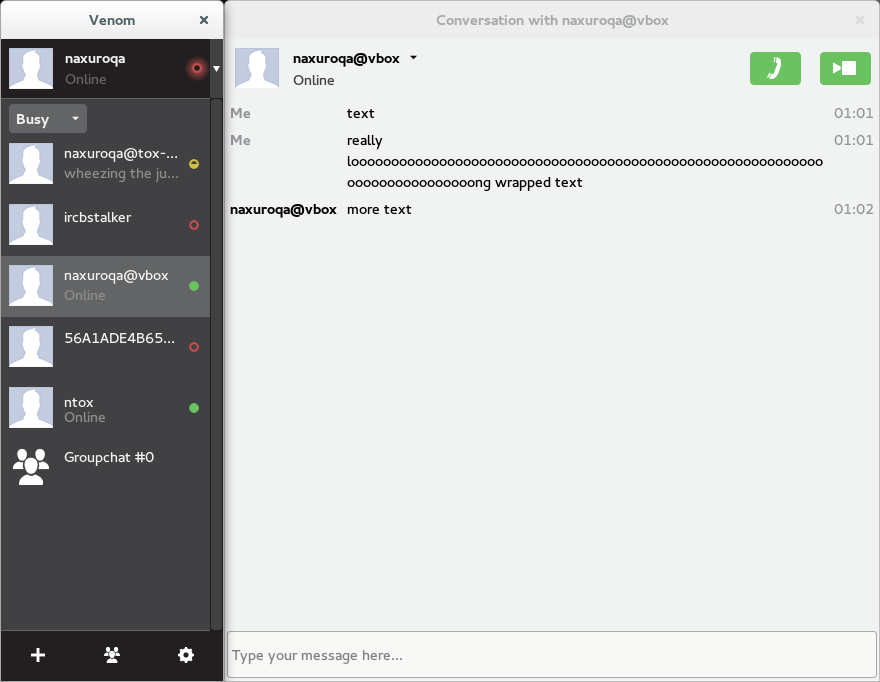 Venom
naxuroqa
Online
Busy
naxuroqa@tox-...
wheezing the ju...
ircbstalker
naxuroqa@vbox
Online
56A1ADE4B65...
ntox
Online
Groupchat #0
Conversation with naxuroqa@vbox
naxuroqa@vbox
Online
Me text 01:01
Me really 01:01
looooooooooooooooooooooooooooooooooooooooooooooooooooooooooo
ooooooooooooooooong wrapped text
naxuroqa@vbox more text 01:02
Type your message here...